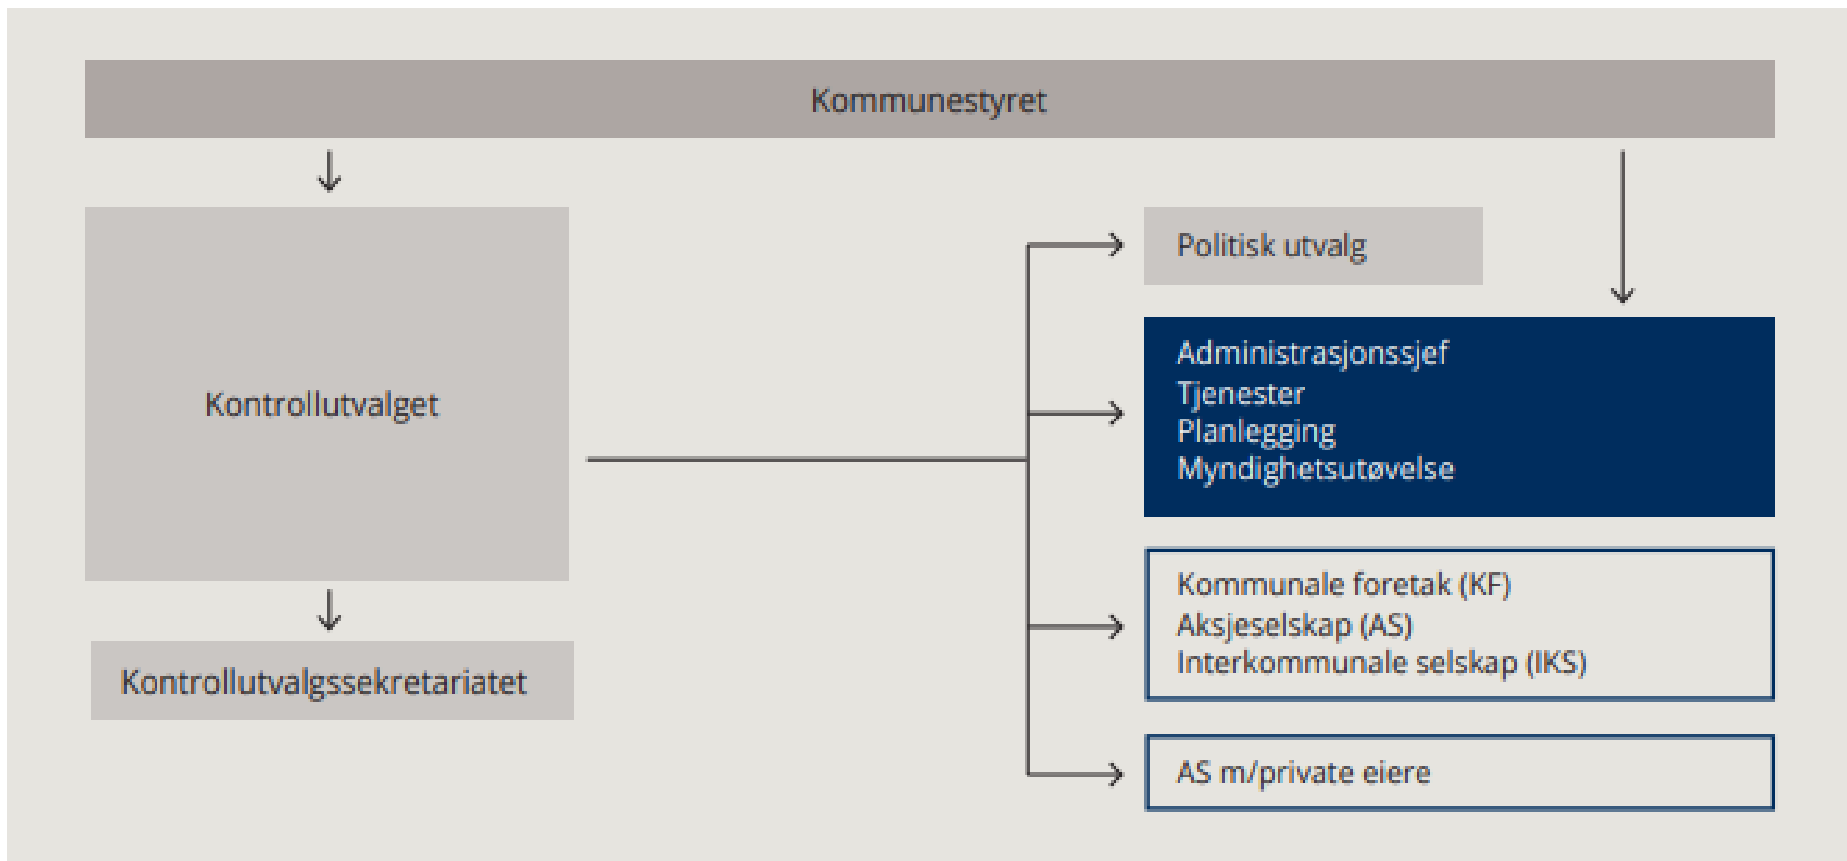 Kommunestyret
Kontrollutvalget
Kontrollutvalgssekretariatet
Politisk utvalg
Administrasjonssjef
Tjenester
Planlegging
Myndighetsutøvelse
Kommunale foretak (KF)
Aksjeselskap (AS)
Interkommunale selskap (IKS)
AS m/private eiere